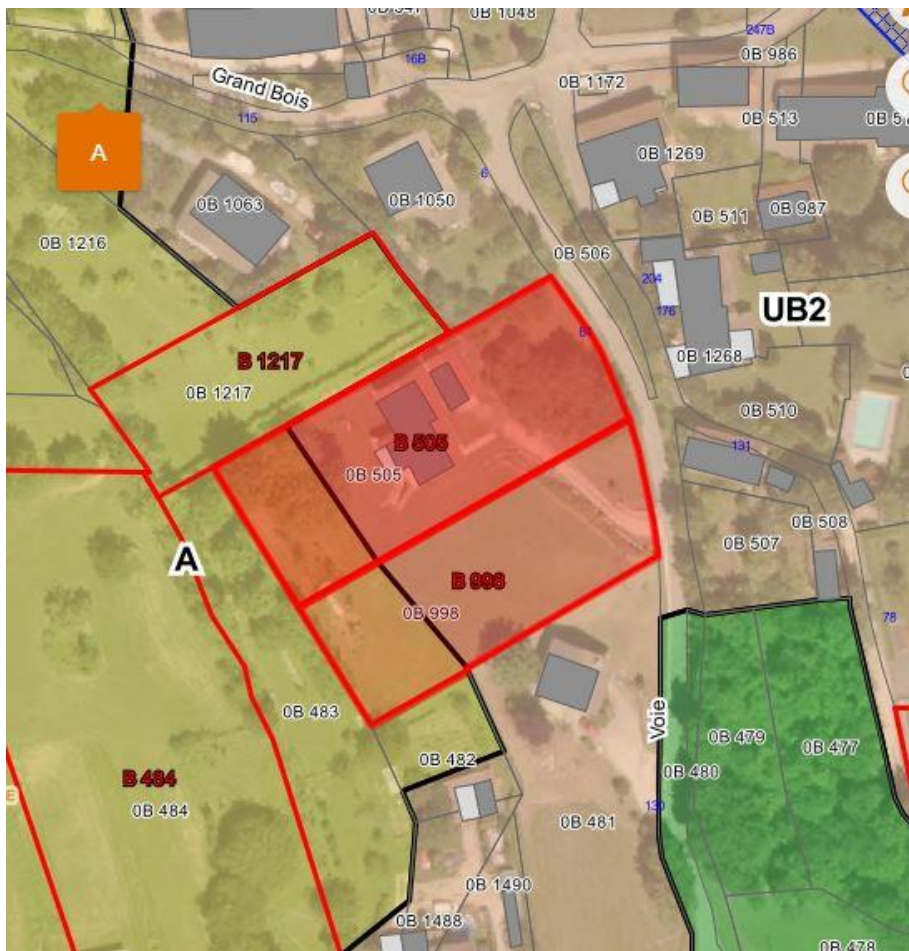 0B 1048
247B
0B 986
16B
0B 1172
Grand Bois
115
0B 513
A
0B 1269
6
0B 1063
0B 1050
0B 511
0B 987
0B 1216
0B 506
204
176
UB2
B 1217
0B 1217
0B 1268
0B 510
B 505
0B 505
131
0B 508
0B 507
A
B 998
0B 998
78
0B 483
Voie
0B 479
0B 477
0B 482
0B 480
B 484
0B 484
130
0B 481
0B 1490
0B 1488
0B 478